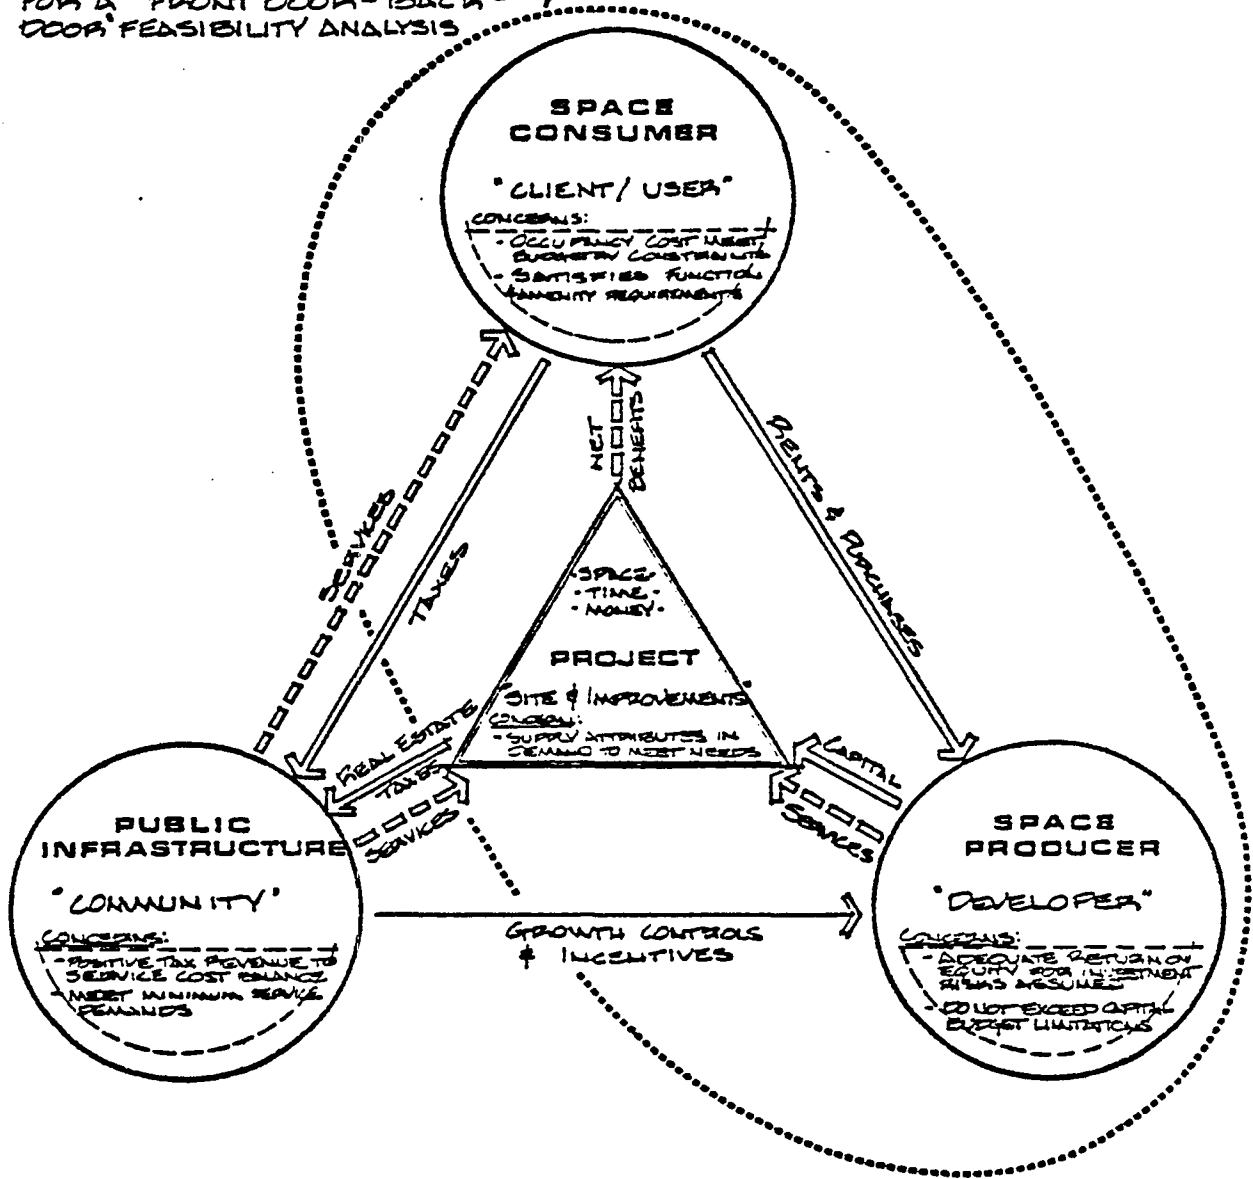 FOR A "FRONT DOOR-BACK-
DOOR" FEASIBILITY ANALYSIS
SPACE
CONSUMER
"CLIENT/USER"
CONCERNS:
- OCCUPANCY COST MEET
BUDGETRY CONSTRAINTS
- SATISFIES FUNCTION
& AMENITY REQUIREMENTS
NET
BENEFITS
RENTS & PURCHASES
SERVICES
TAXES
-SPACE-
-TIME-
-MONEY-
PROJECT
"SITE & IMPROVEMENTS"
CONCERN:
- SUPPLY ATTRIBUTES IN
DEMAND TO MEET NEEDS
REAL ESTATE
TAXES
SERVICES
CAPITAL
SERVICES
PUBLIC
INFRASTRUCTURE
"COMMUNITY"
CONCERNS:
- POSITIVE TAX REVENUE TO
SERVICE COST BALANCE
- MEET MINIMUM SERVICE
DEMANDS
GROWTH CONTROLS
& INCENTIVES
SPACE
PRODUCER
"DEVELOPER"
CONCERNS:
- ADEQUATE RETURN ON
EQUITY FOR INVESTMENT
RISKS ASSUMED
- DO NOT EXCEED CAPITAL
BUDGET LIMITATIONS